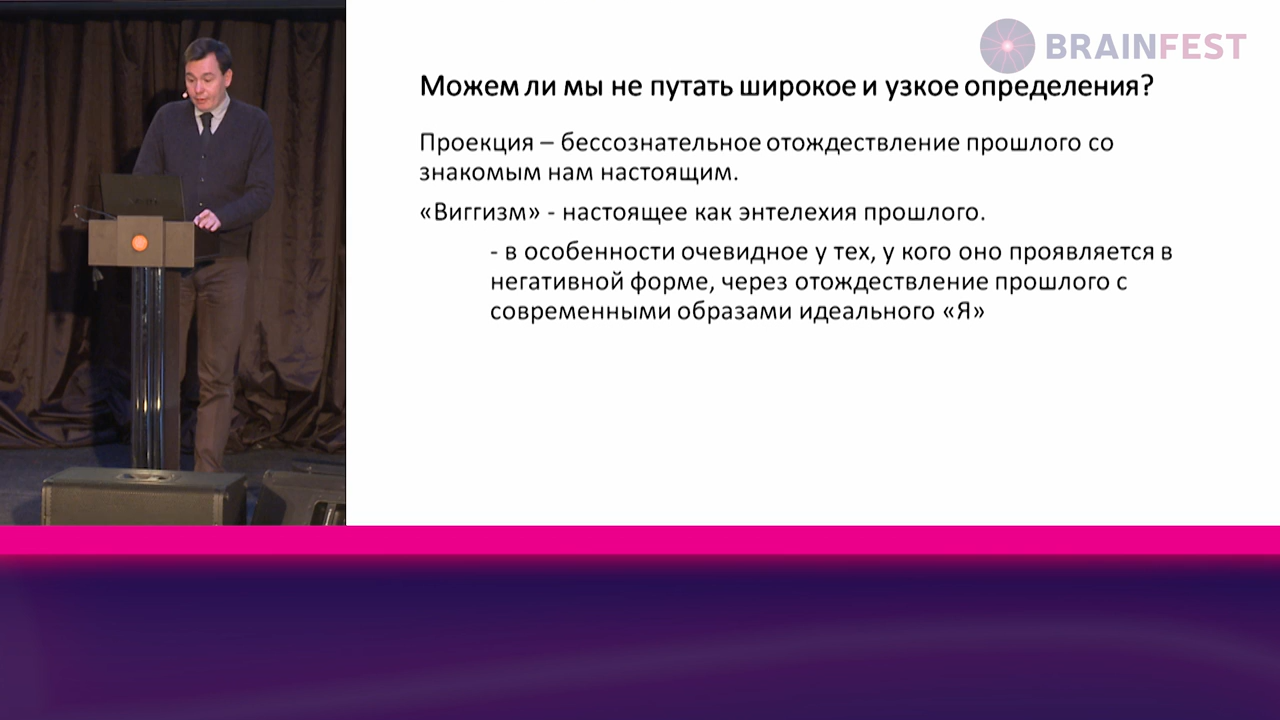 BRAINFEST
Можем ли мы не путать широкое и узкое определения?
Проекция – бессознательное отождествление прошлого со
знакомым нам настоящим.
«Виггизм» - настоящее как энтелехия прошлого.
- в особенности очевидное у тех, у кого оно проявляется в
негативной форме, через отождествление прошлого с
современными образами идеального «Я»